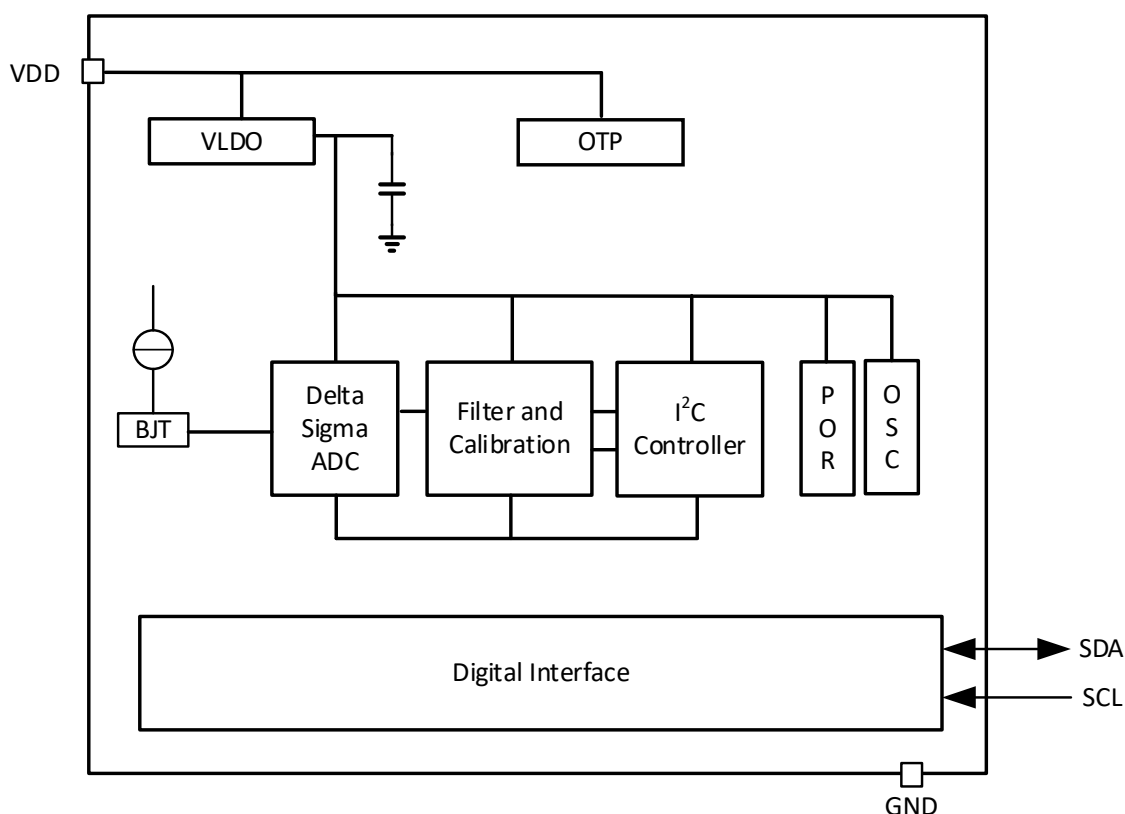 VDD
VLDO
OTP
BJT
Delta
Sigma
ADC
Filter and
Calibration
I²C
Controller
P
O
R
O
S
C
Digital Interface
SDA
SCL
GND